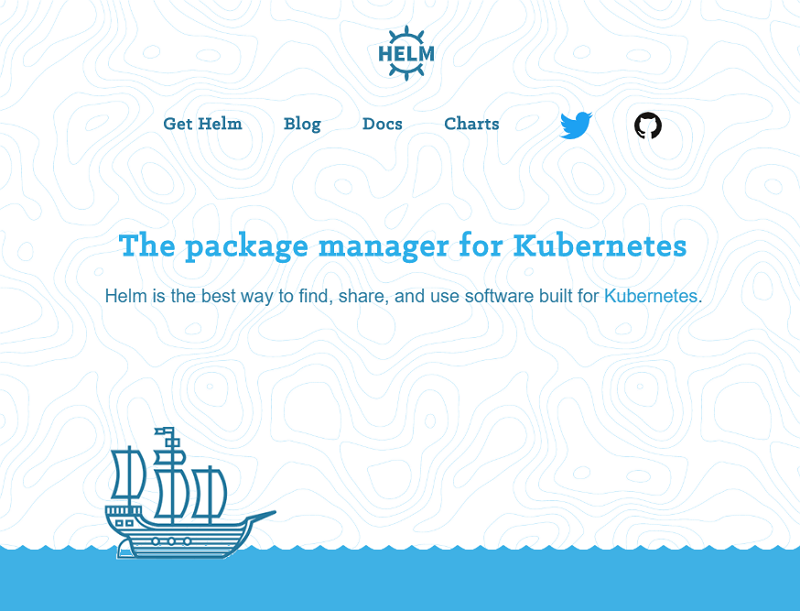 HELM
Get Helm Blog Docs Charts
The package manager for Kubernetes
Helm is the best way to find, share, and use software built for Kubernetes.